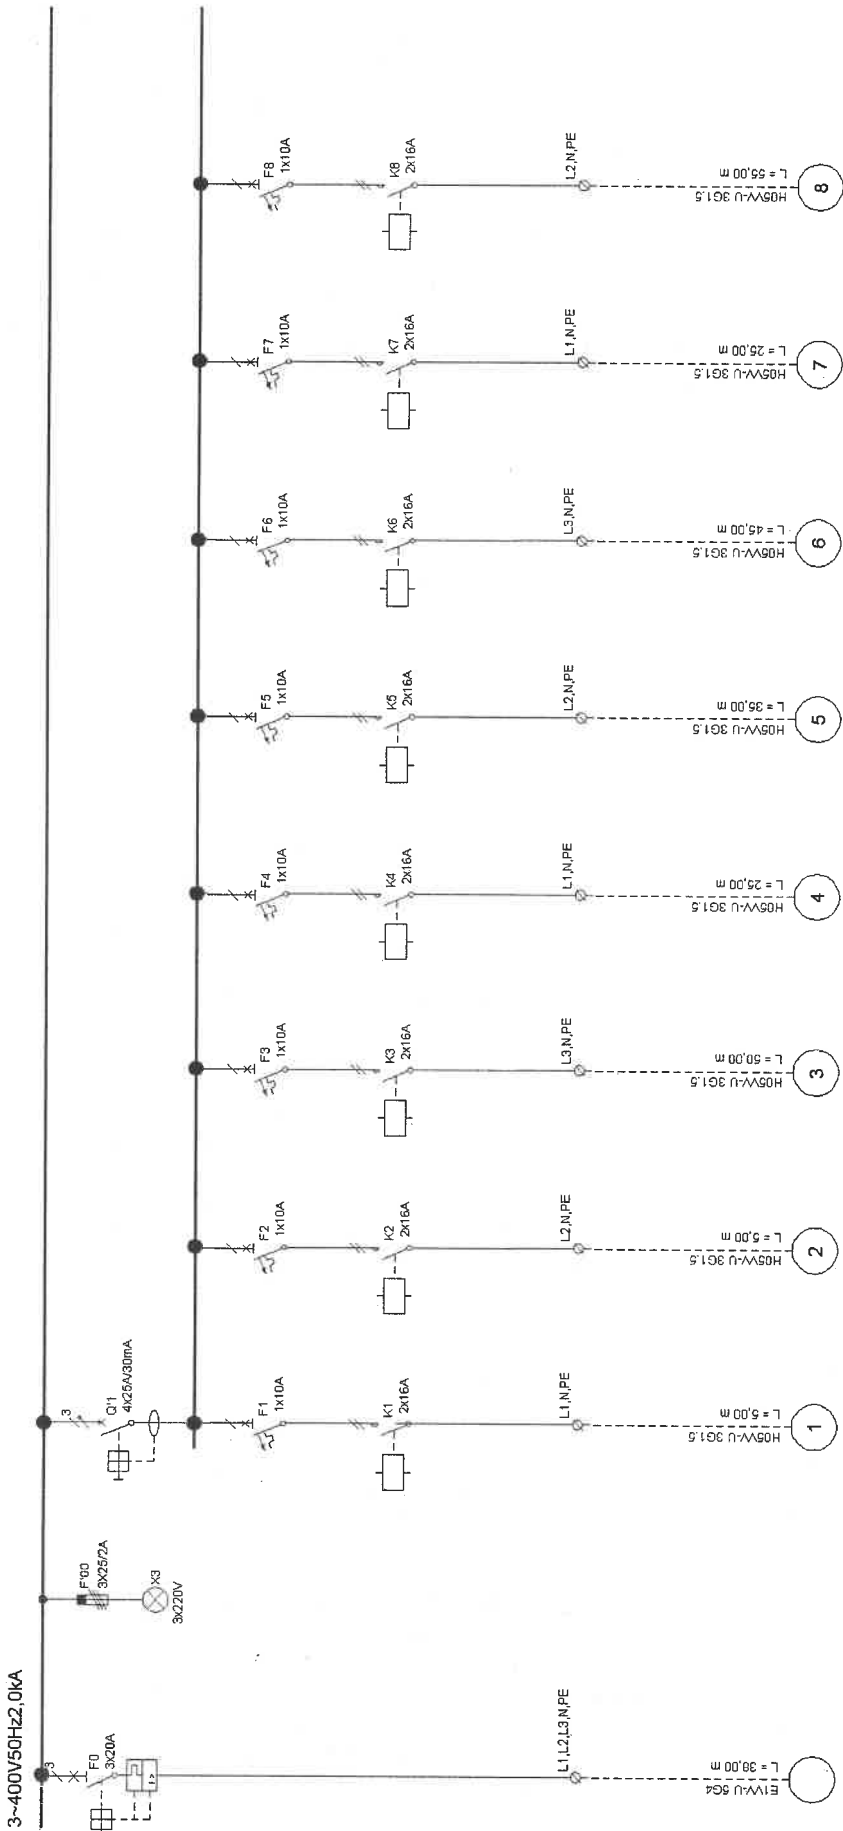 3~400V50Hz2,0kA
3
F0
3x20A
I>
L1,L2,L3,N,PE
E1VV-U 5G4
L = 38,00 m
F'00
3X25/2A
X3
3x220V
3
Q'1
4x25A/30mA
F1
1x10A
K1
2x16A
L1,N,PE
H05VV-U 3G1.5
L = 5,00 m
1
F2
1x10A
K2
2x16A
L2,N,PE
H05VV-U 3G1.5
L = 5,00 m
2
F3
1x10A
K3
2x16A
L3,N,PE
H05VV-U 3G1.5
L = 50,00 m
3
F4
1x10A
K4
2x16A
L1,N,PE
H05VV-U 3G1.5
L = 25,00 m
4
F5
1x10A
K5
2x16A
L2,N,PE
H05VV-U 3G1.5
L = 35,00 m
5
F6
1x10A
K6
2x16A
L3,N,PE
H05VV-U 3G1.5
L = 45,00 m
6
F7
1x10A
K7
2x16A
L1,N,PE
H05VV-U 3G1.5
L = 25,00 m
7
F8
1x10A
K8
2x16A
L2,N,PE
H05VV-U 3G1.5
L = 55,00 m
8